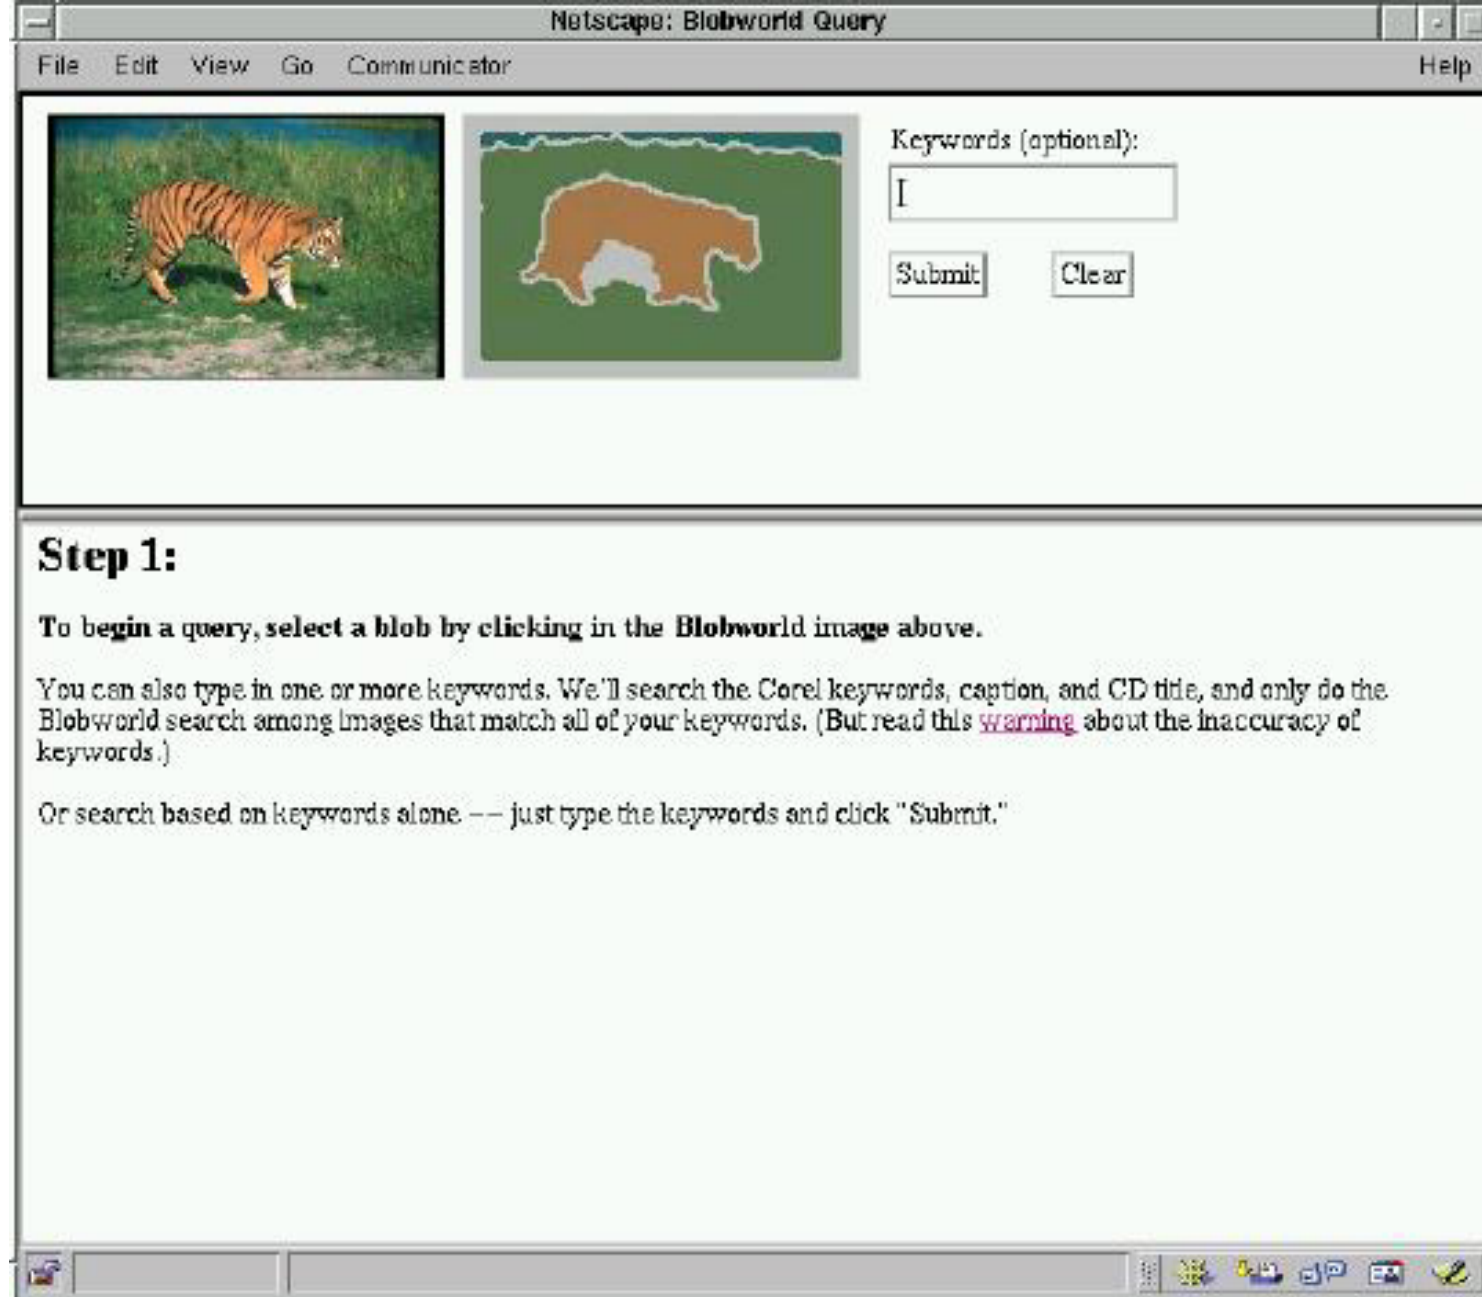 Netscape: Blobworld Query
File Edit View Go Communicator Help
Keywords (optional):
Submit Clear
Step 1:
To begin a query, select a blob by clicking in the Blobworld image above.
You can also type in one or more keywords. We'll search the Corel keywords, caption, and CD title, and only do the
Blobworld search among images that match all of your keywords. (But read this warning about the inaccuracy of
keywords.)
Or search based on keywords alone -- just type the keywords and click "Submit."